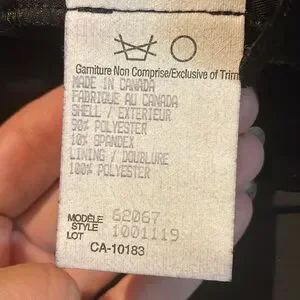 Garniture Non Comprise/Exclusive of Trim
MADE IN CANADA
FABRIQUE AU CANADA
SHELL / EXTERIEUR
90% POLYESTER
10% SPANDEX
LINING / DOUBLURE
100% POLYESTER
MODÈLE
STYLE 62067
LOT 1001119
CA-10183